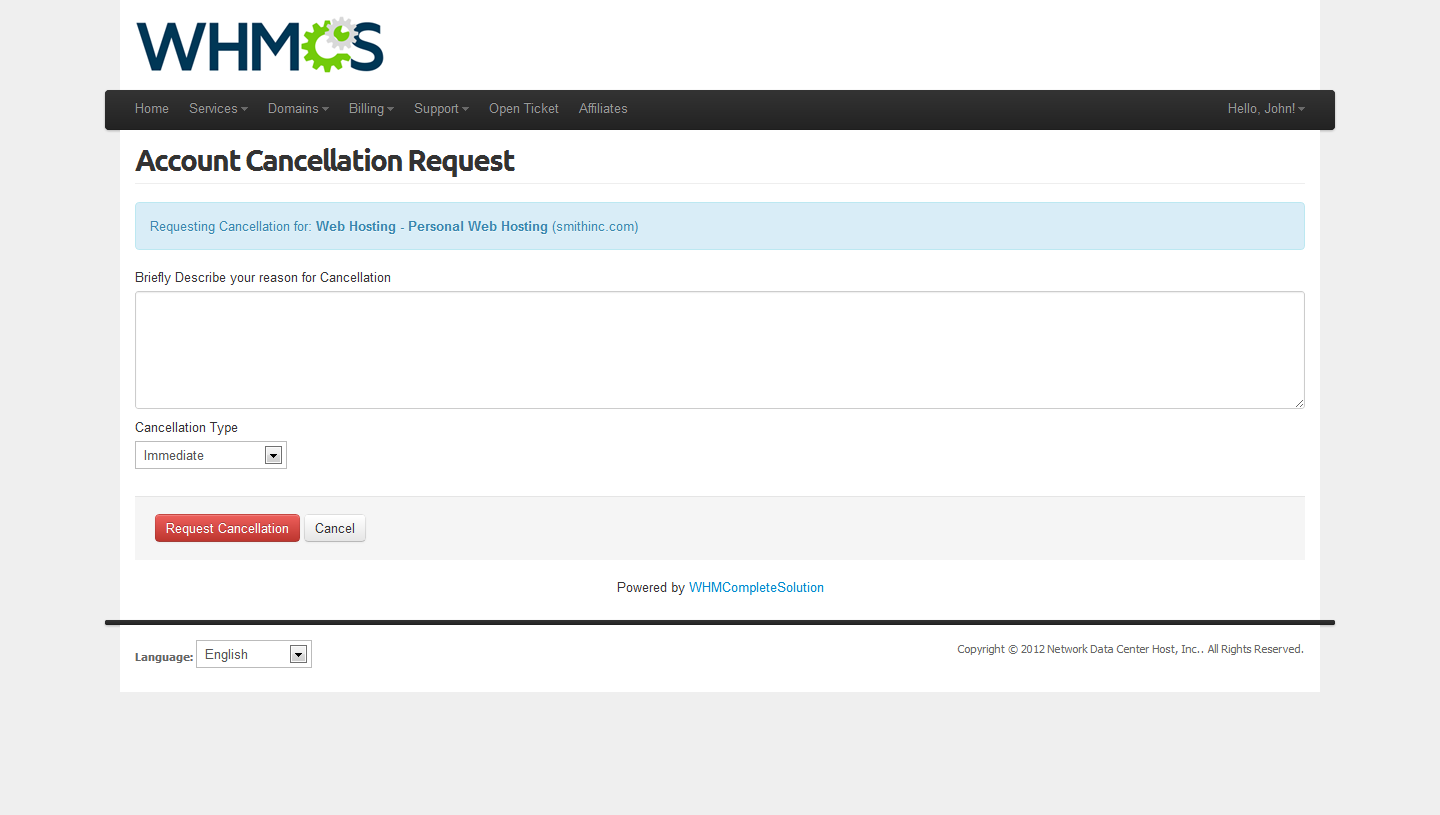 WHMCS
Home Services Domains Billing Support Open Ticket Affiliates Hello, John!
Account Cancellation Request
Requesting Cancellation for: Web Hosting - Personal Web Hosting (smithinc.com)
Briefly Describe your reason for Cancellation
Cancellation Type
Immediate
Request Cancellation Cancel
Powered by WHMCompleteSolution
Language: English Copyright © 2012 Network Data Center Host, Inc.. All Rights Reserved.